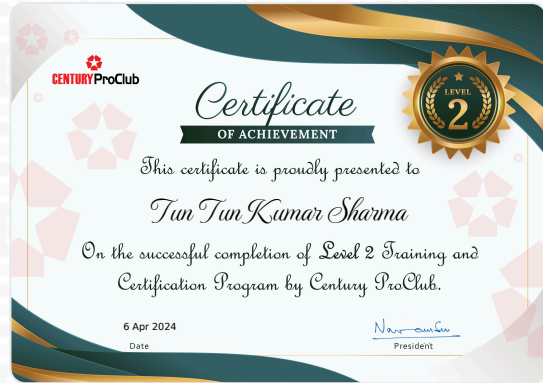 CENTURY ProClub
Certificate
OF ACHIEVEMENT
LEVEL
2
This certificate is proudly presented to
Tun Tun Kumar Sharma
On the successful completion of Level 2 Training and
Certification Program by Century ProClub.
6 Apr 2024
Date
President